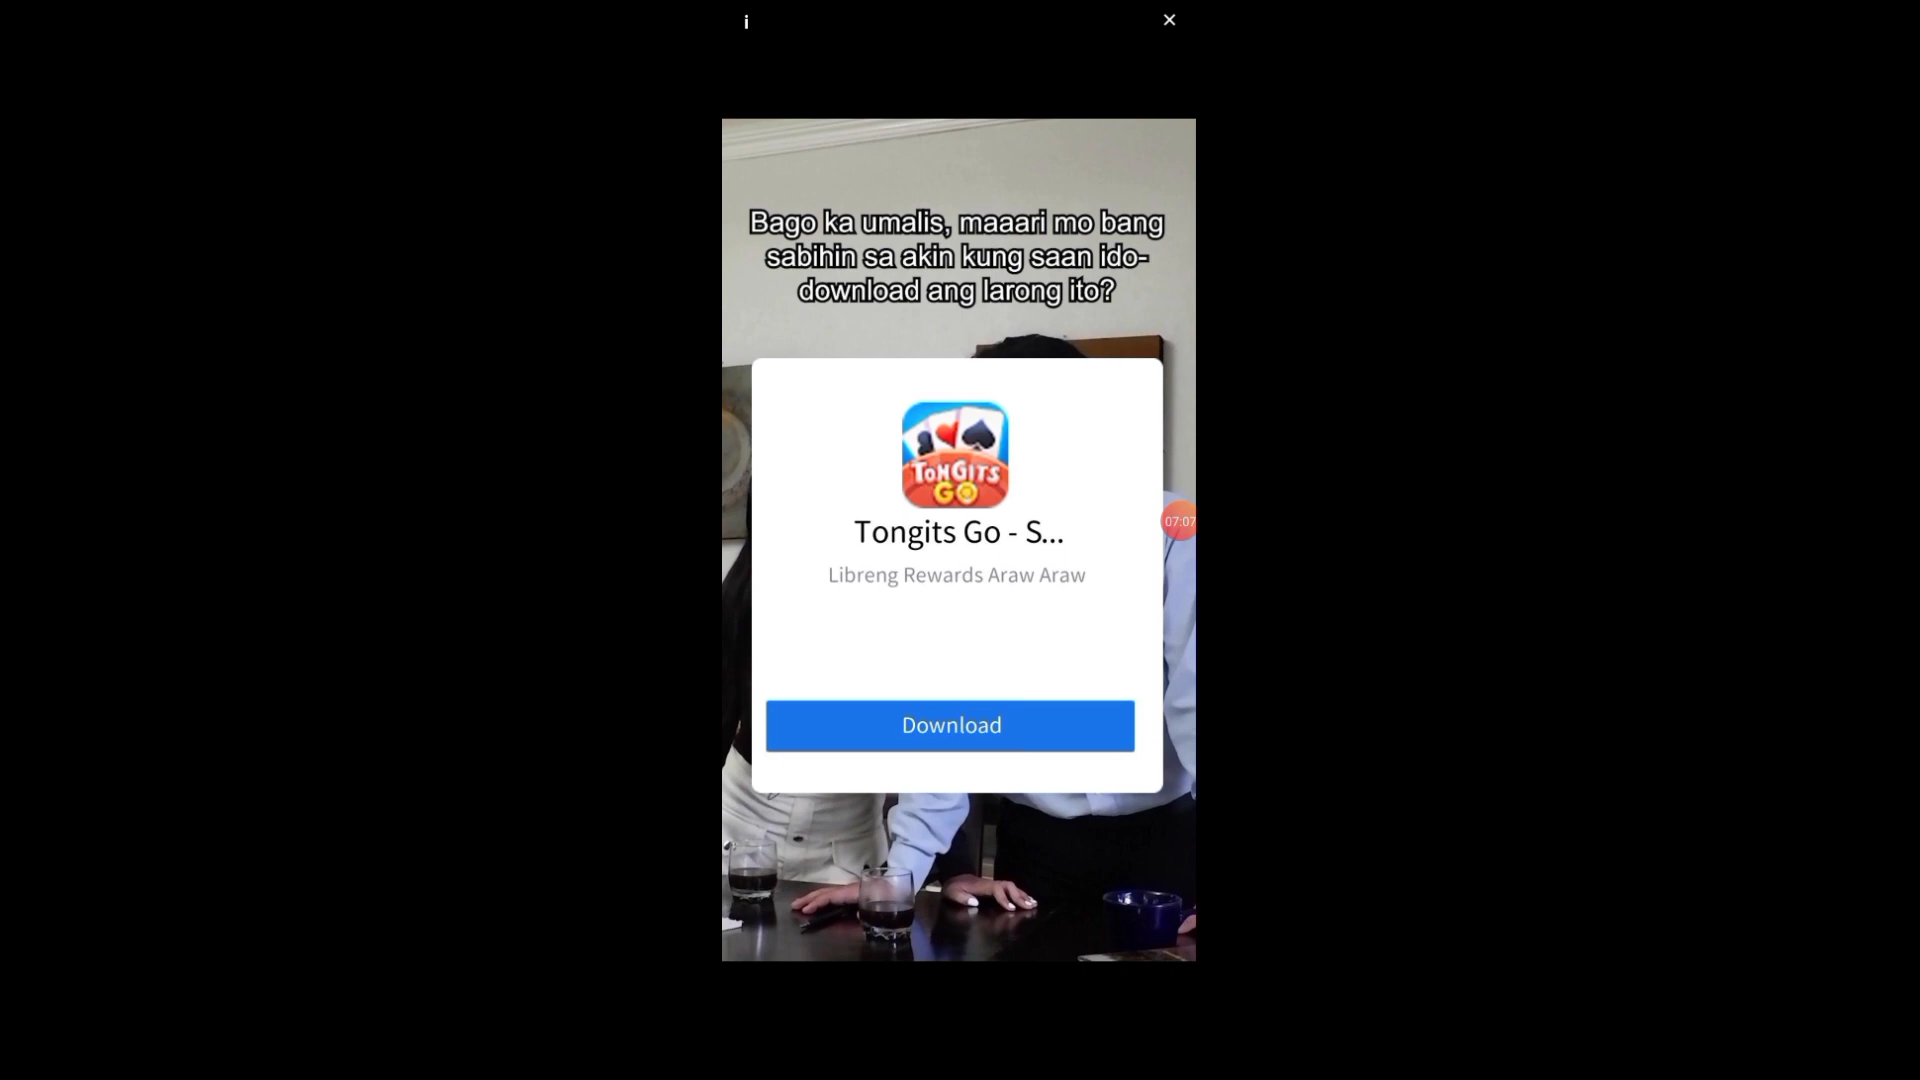 i
×
Bago ka umalis, maaari mo bang
sabihin sa akin kung saan ido-
download ang larong ito?
TONGITS
GO
Tongits Go - S...
Libreng Rewards Araw Araw
07:07
Download